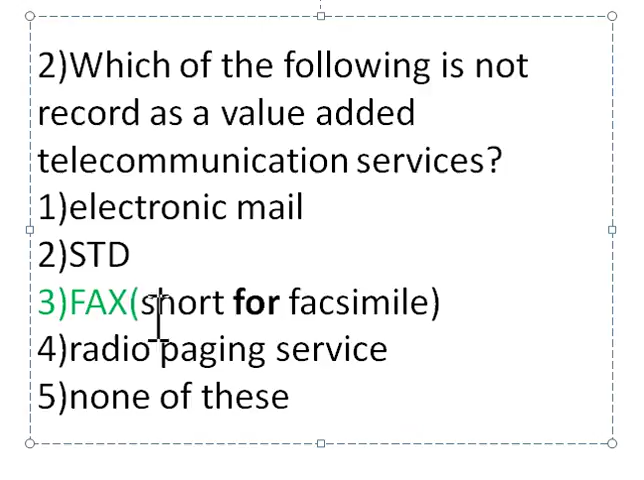 2)Which of the following is not
record as a value added
telecommunication services?
1)electronic mail
2)STD
3)FAX(short for facsimile)
4)radio paging service
5)none of these